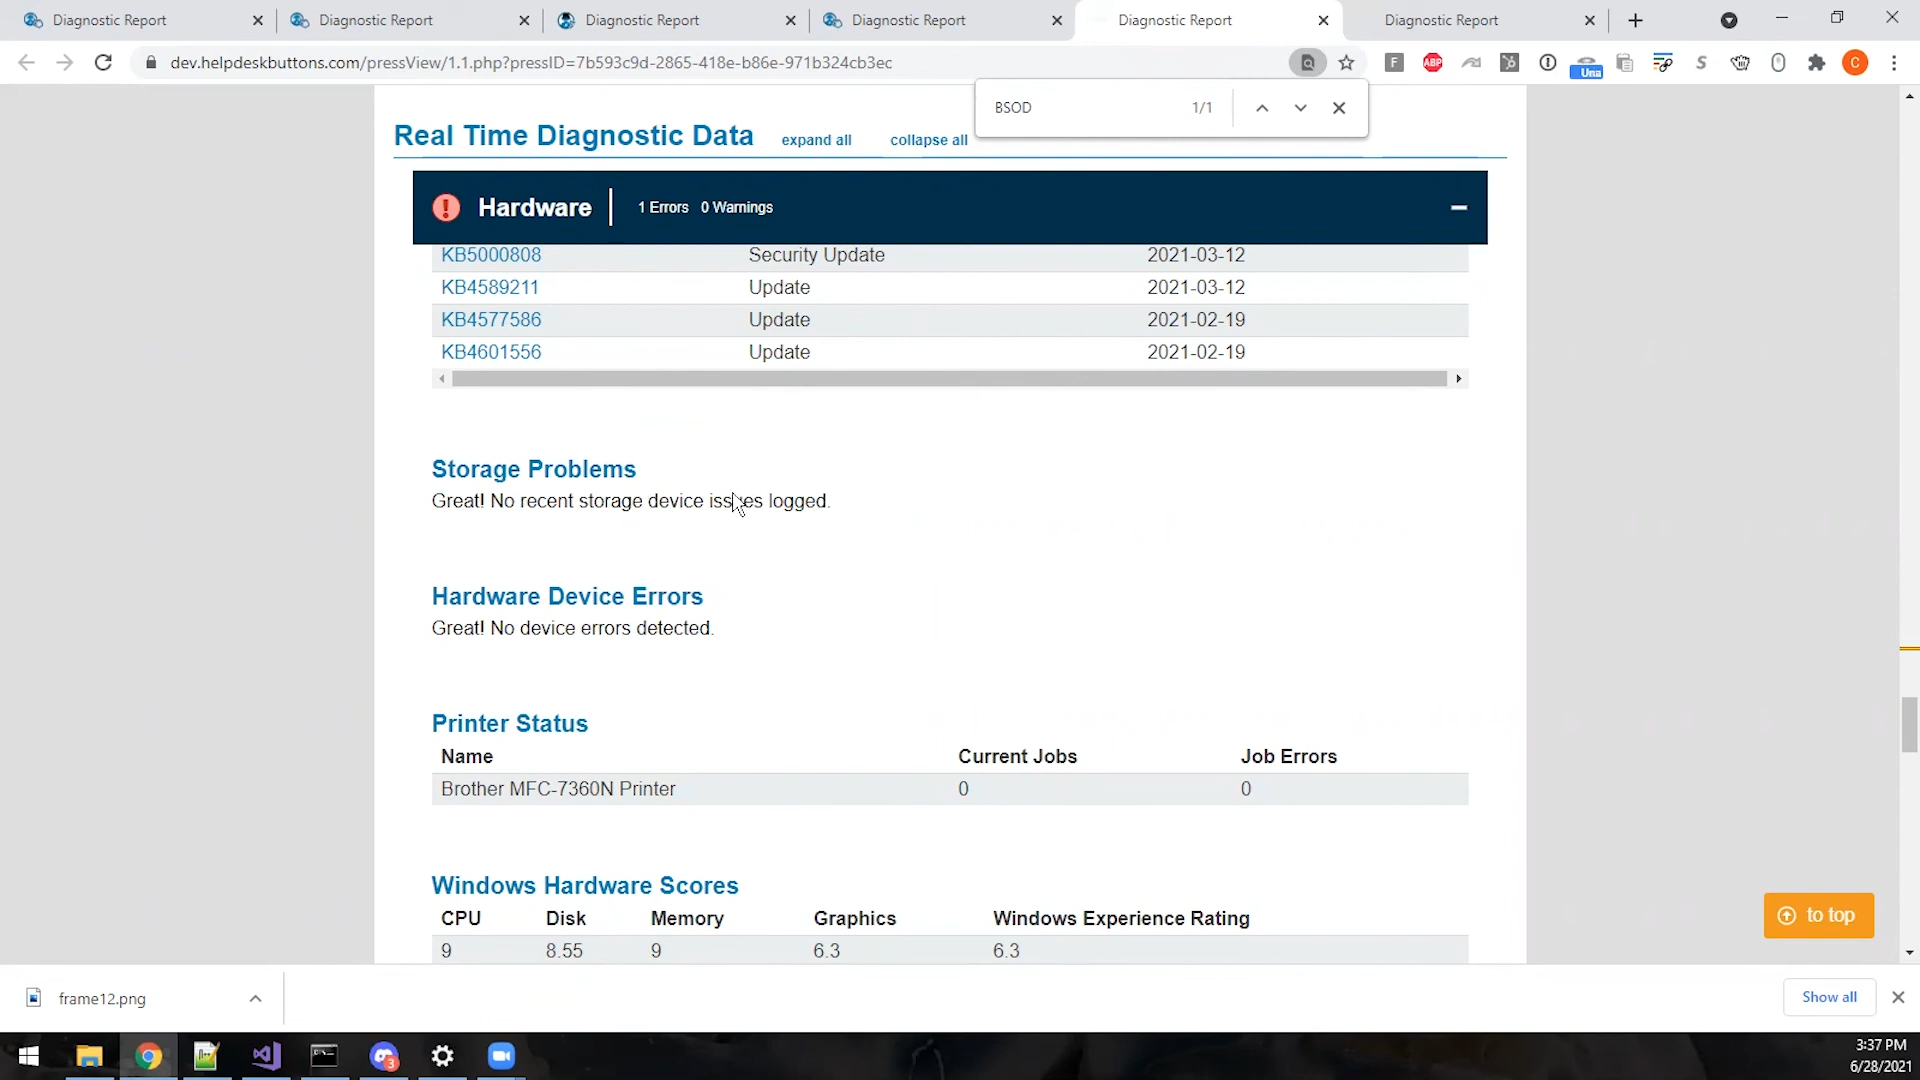 Diagnostic Report
Diagnostic Report
Diagnostic Report
Diagnostic Report
Diagnostic Report
Diagnostic Report
dev.helpdeskbuttons.com/pressView/1.1.php?pressID=7b593c9d-2865-418e-b86e-971b324cb3ec
F
ABP
Una
S
C
BSOD 1/1
Real Time Diagnostic Data expand all collapse all
Hardware 1 Errors 0 Warnings
KB5000808 Security Update 2021-03-12
KB4589211 Update 2021-03-12
KB4577586 Update 2021-02-19
KB4601556 Update 2021-02-19
Storage Problems
Great! No recent storage device issues logged.
Hardware Device Errors
Great! No device errors detected.
Printer Status
Name Current Jobs Job Errors
Brother MFC-7360N Printer 0 0
Windows Hardware Scores
CPU Disk Memory Graphics Windows Experience Rating
9 8.55 9 6.3 6.3
to top
frame12.png
Show all
3
3:37 PM
6/28/2021